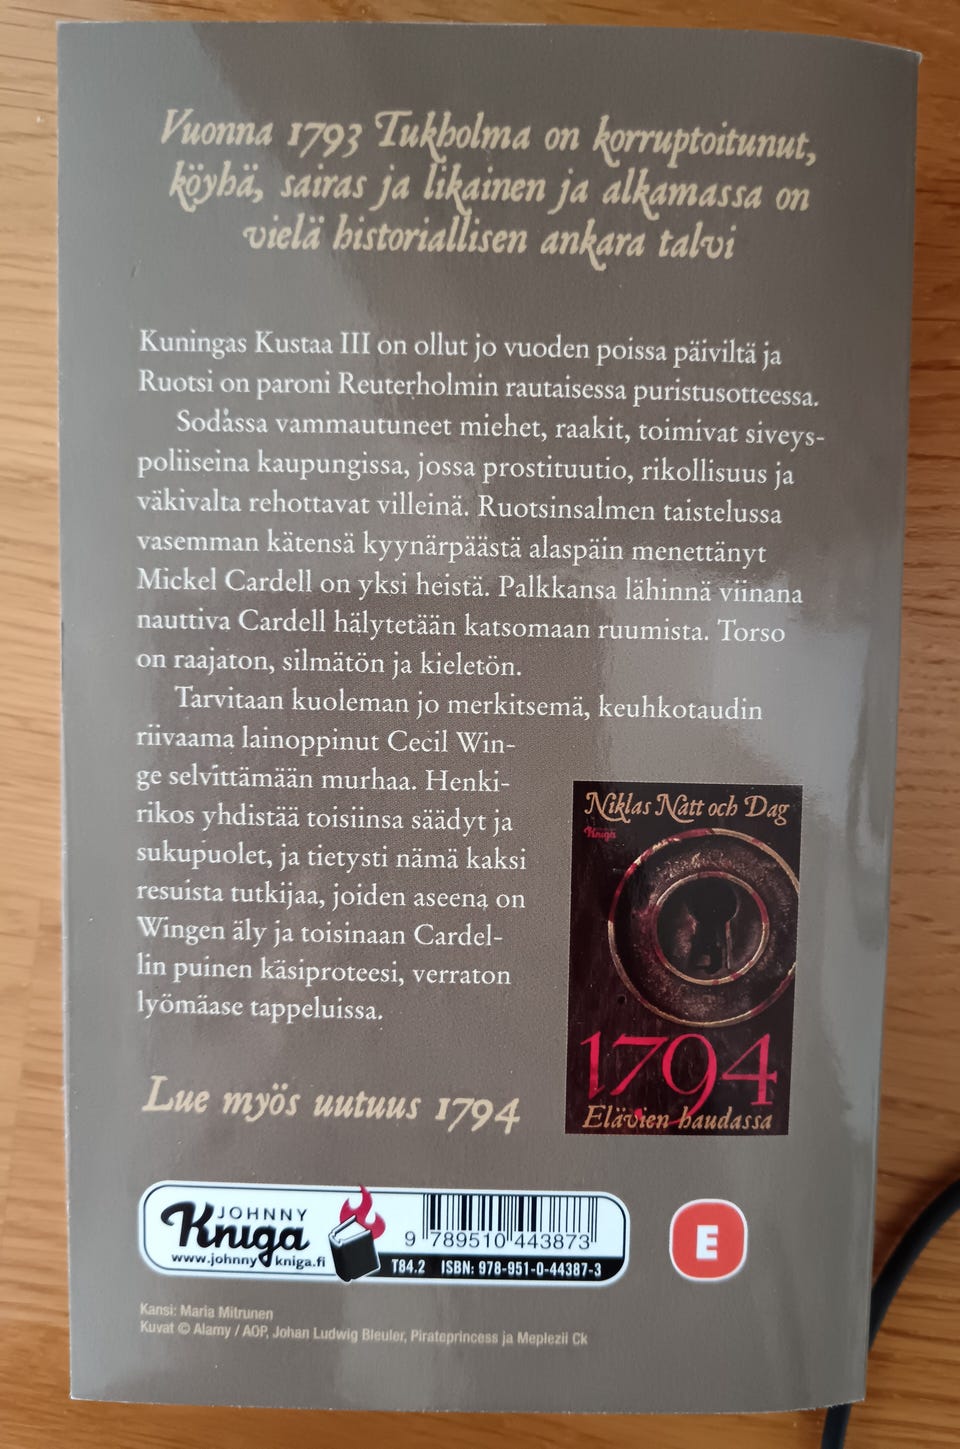 Vuonna 1793 Tukholma on korruptoitunut,
köyhä, sairas ja likainen ja alkamassa on
vielä historiallisen ankara talvi
Kuningas Kustaa III on ollut jo vuoden poissa päiviltä ja
Ruotsi on paroni Reuterholmin rautaisessa puristusotteessa.
Sodassa vammautuneet miehet, raakit, toimivat siveys-
poliiseina kaupungissa, jossa prostituutio, rikollisuus ja
väkivalta rehottavat villeinä. Ruotsinsalmen taistelussa
vasemman kätensä kyynärpäästä alaspäin menettänyt
Mickel Cardell on yksi heistä. Palkkansa lähinnä viinana
nauttiva Cardell hälytetään katsomaan ruumista. Torso
on raajaton, silmätön ja kieletön.
Tarvitaan kuoleman jo merkitsemä, keuhkotaudin
riivaama lainoppinut Cecil Win-
ge selvittämään murhaa. Henki-
rikos yhdistää toisiinsa säädyt ja
sukupuolet, ja tietysti nämä kaksi
resuista tutkijaa, joiden aseena on
Wingen äly ja toisinaan Cardel-
lin puinen käsiproteesi, verraton
lyömäase tappeluissa.
Niklas Natt och Dag
Kniga
1794
Elävien haudassa
Lue myös uutuus 1794
JOHNNY
Kniga
www.johnnykniga.fi
9 789510 443873
T84.2 ISBN: 978-951-0-44387-3
E
Kansi: Maria Mitrunen
Kuvat © Alamy / AOP, Johan Ludwig Bleuler, Pirateprincess ja Meplezii Ck